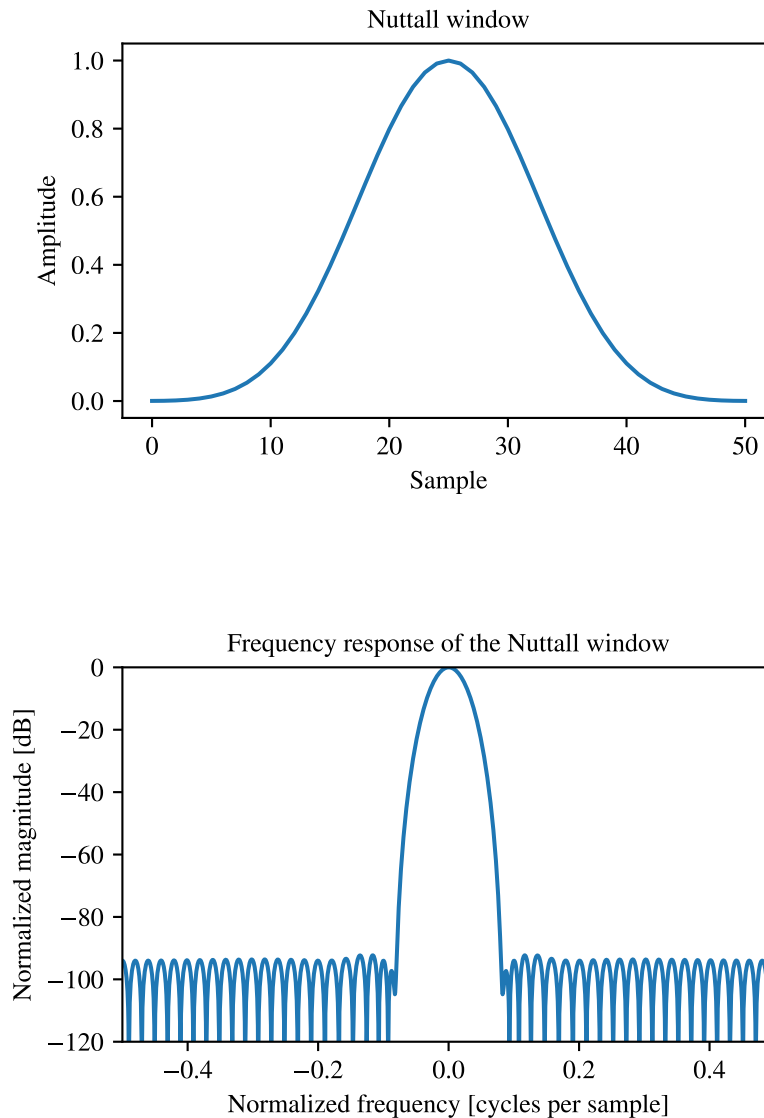 Nuttall window
1.0
0.8
0.6
0.4
0.2
0.0
Amplitude
0 10 20 30 40 50
Sample
Frequency response of the Nuttall window
0
−20
−40
−60
−80
−100
−120
Normalized magnitude [dB]
−0.4 −0.2 0.0 0.2 0.4
Normalized frequency [cycles per sample]